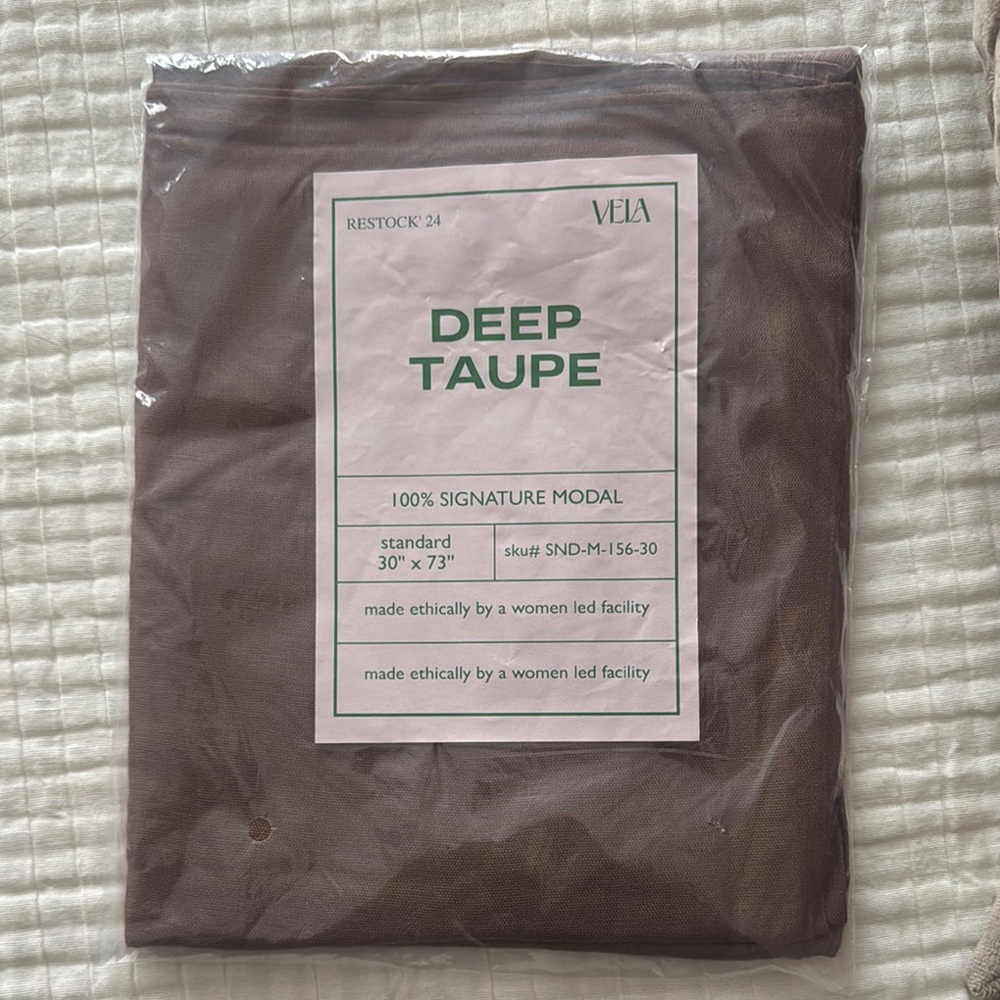 RESTOCK' 24
VELA
DEEP
TAUPE
100% SIGNATURE MODAL
standard
30" x 73"
sku# SND-M-156-30
made ethically by a women led facility
made ethically by a women led facility